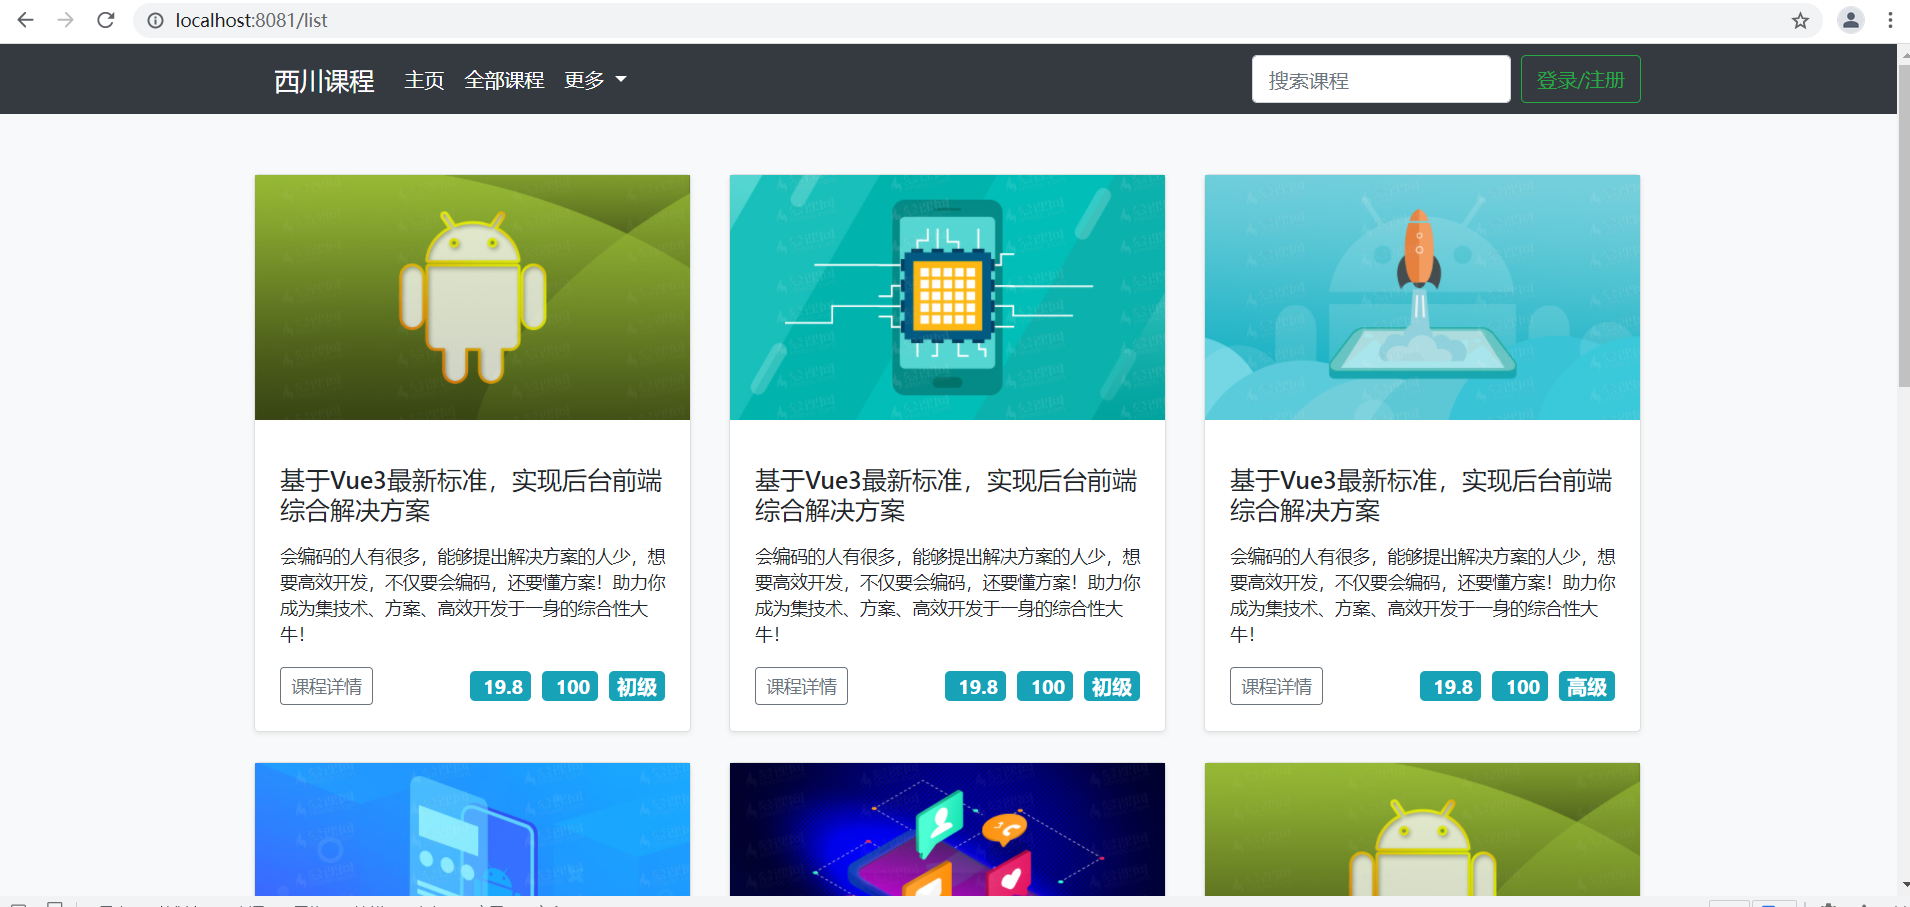 localhost:8081/list
西川课程 主页 全部课程 更多 搜索课程 登录/注册
基于Vue3最新标准，实现后台前端
综合解决方案
会编码的人有很多，能够提出解决方案的人少，想
要高效开发，不仅要会编码，还要懂方案！助力你
成为集技术、方案、高效开发于一身的综合性大
牛！
课程详情 19.8 100 初级
基于Vue3最新标准，实现后台前端
综合解决方案
会编码的人有很多，能够提出解决方案的人少，想
要高效开发，不仅要会编码，还要懂方案！助力你
成为集技术、方案、高效开发于一身的综合性大
牛！
课程详情 19.8 100 初级
基于Vue3最新标准，实现后台前端
综合解决方案
会编码的人有很多，能够提出解决方案的人少，想
要高效开发，不仅要会编码，还要懂方案！助力你
成为集技术、方案、高效开发于一身的综合性大
牛！
课程详情 19.8 100 高级